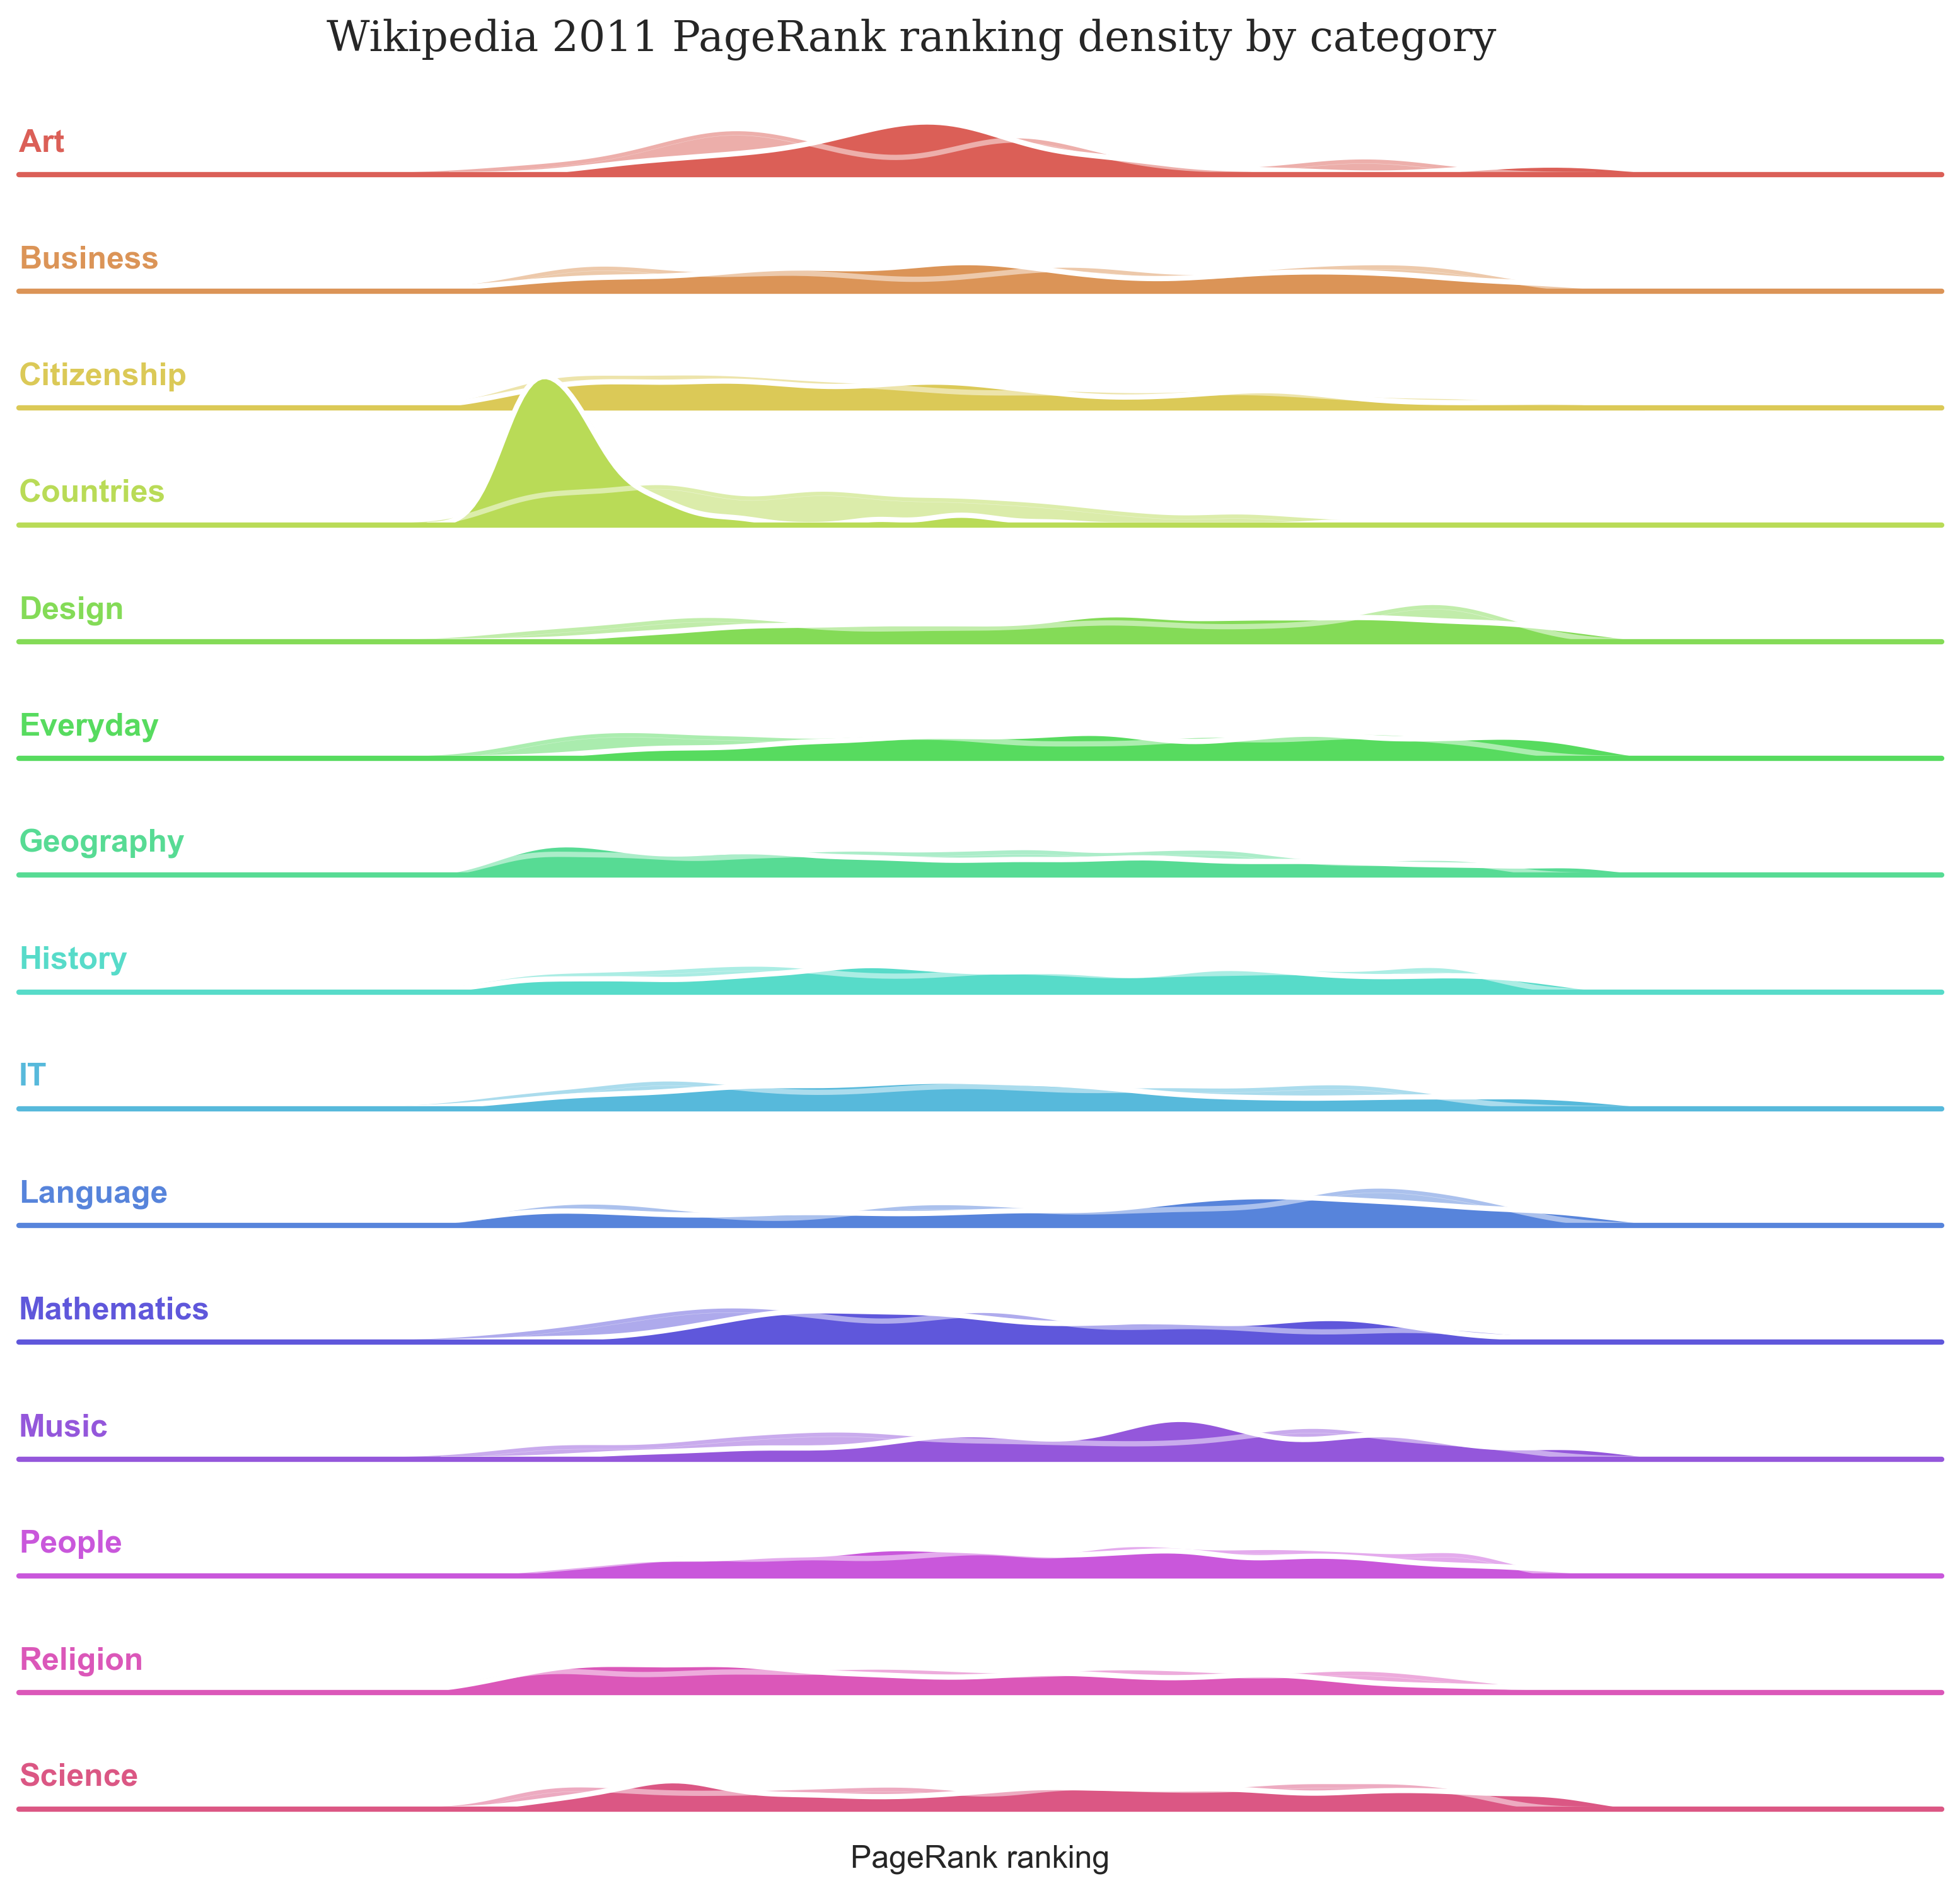 Wikipedia 2011 PageRank ranking density by category
Art
Business
Citizenship
Countries
Design
Everyday
Geography
History
IT
Language
Mathematics
Music
People
Religion
Science
PageRank ranking